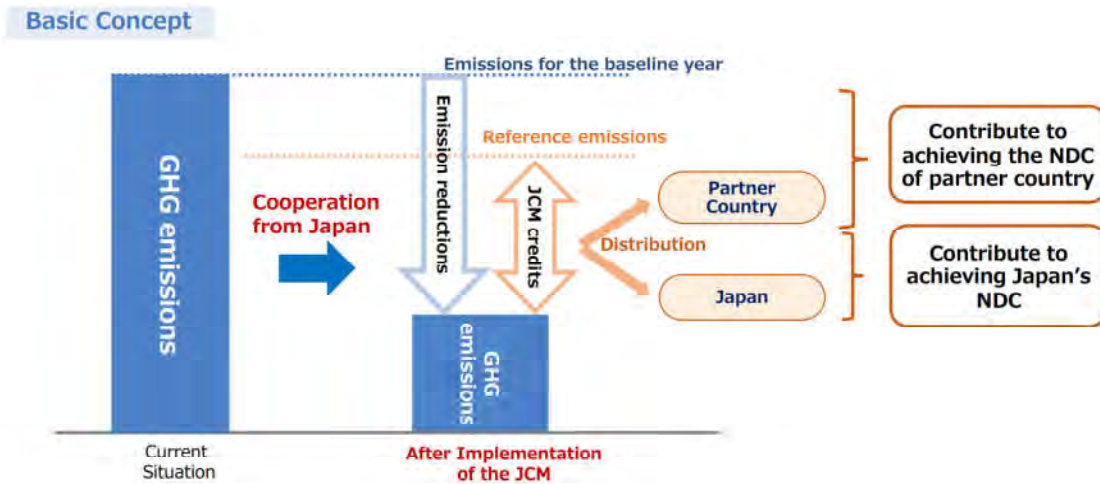 Basic Concept
Emissions for the baseline year
GHG emissions
Cooperation
from Japan
Emission reductions
Reference emissions
JCM credits
Distribution
Partner
Country
Japan
Contribute to
achieving the NDC
of partner country
Contribute to
achieving Japan's
NDC
GHG
emissions
Current
Situation
After Implementation
of the JCM